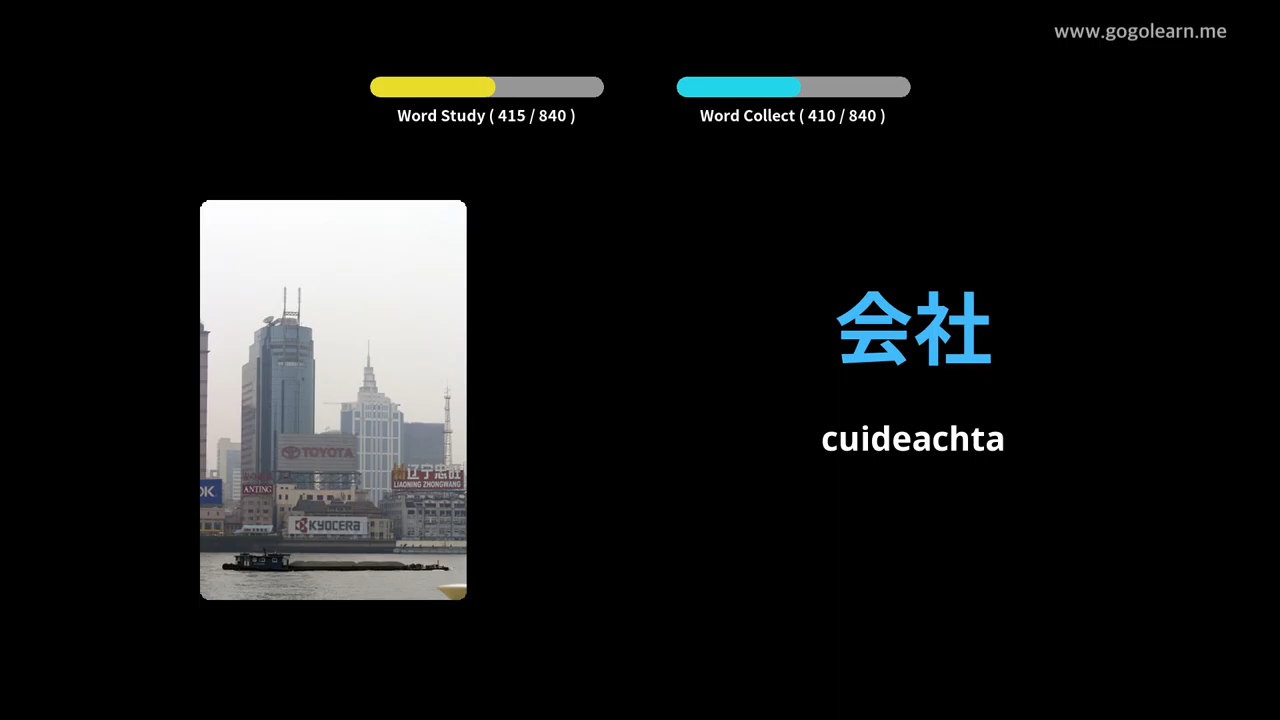 www.gogolearn.me
Word Study ( 415 / 840 )
Word Collect ( 410 / 840 )
会社
cuideachta
TOYOTA
辽宁忠旺
LIAONING ZHONGWANG
OK
ANTING
KYOCERA